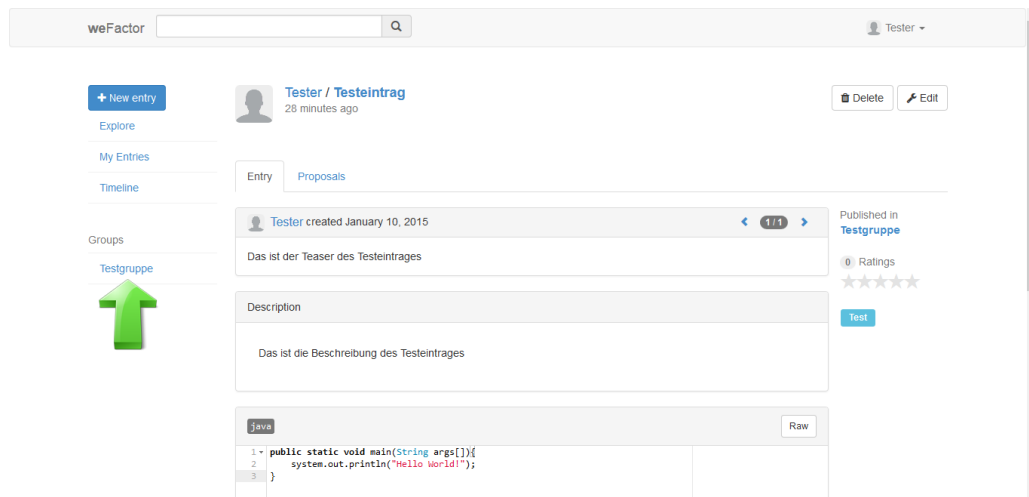 weFactor
Tester
+ New entry
Explore
My Entries
Timeline
Groups
Testgruppe
Tester / Testeintrag
28 minutes ago
Delete
Edit
Entry
Proposals
Tester created January 10, 2015
1 / 1
Das ist der Teaser des Testeintrages
Description
Das ist die Beschreibung des Testeintrages
java
Raw
1 public static void main(String args[]){
2 system.out.println("Hello World!");
3 }
Published in
Testgruppe
0 Ratings
Test